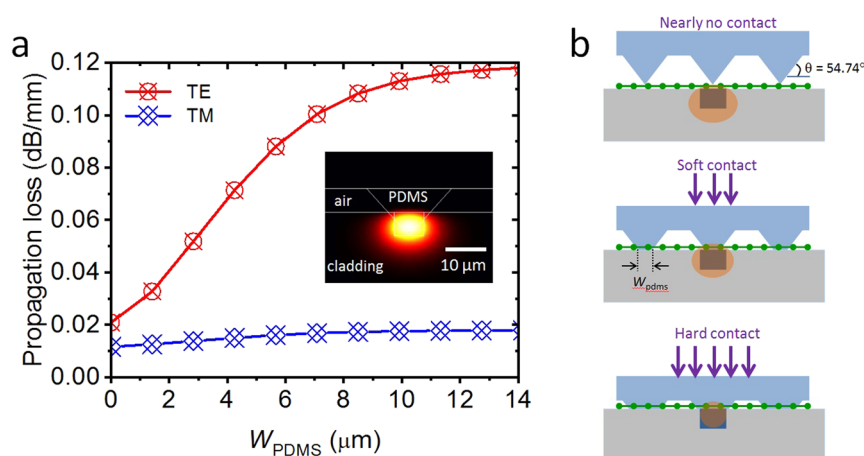 a
Propagation loss (dB/mm)
0.12
0.10
0.08
0.06
0.04
0.02
0.00
TE
TM
air
PDMS
cladding
10 μm
0 2 4 6 8 10 12 14
W_PDMS (μm)
b
Nearly no contact
θ = 54.74°
Soft contact
W_pdms
Hard contact